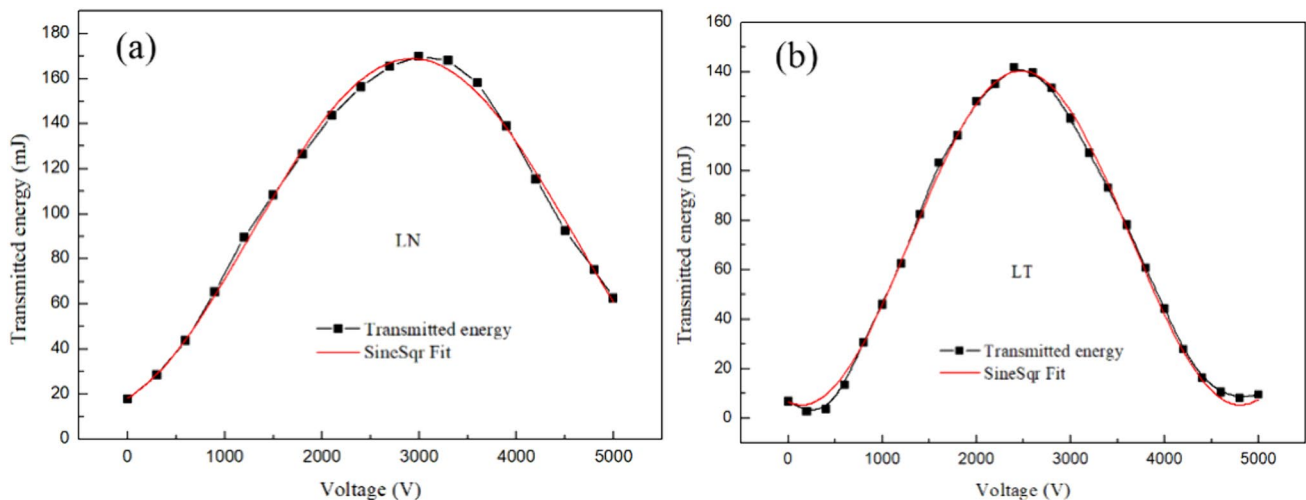 (a)
180
160
140
120
100
80
60
40
20
0
Transmitted energy (mJ)
LN
Transmitted energy
SineSqr Fit
0 1000 2000 3000 4000 5000
Voltage (V)
(b)
160
140
120
100
80
60
40
20
0
Transmitted energy (mJ)
LT
Transmitted energy
SineSqr Fit
0 1000 2000 3000 4000 5000
Voltage (V)